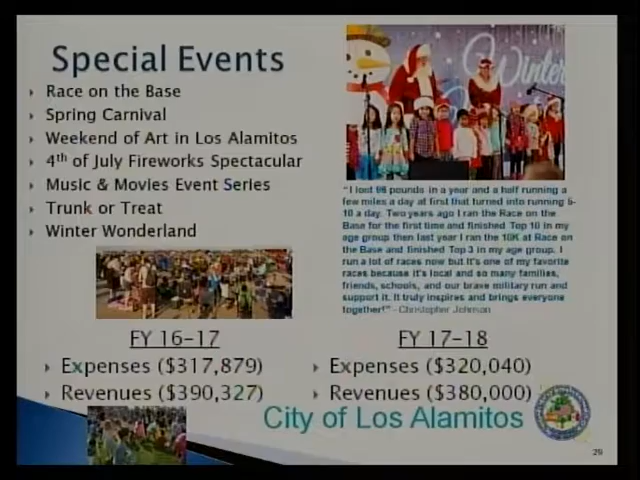 Special Events
Race on the Base
Spring Carnival
Weekend of Art in Los Alamitos
4th of July Fireworks Spectacular
Music & Movies Event Series
Trunk or Treat
Winter Wonderland
Winter
"I lost 98 pounds in a year and a half running a
few miles a day at first that turned into running 5-
10 a day. Two years ago I ran the Race on the
Base for the first time and finished Top 10 in my
age group then last year I ran the 10K at Race on
the Base and finished Top 3 in my age group. I
run a lot of races now but it's one of my favorite
races because it's local and so many families,
friends, schools, and our brave military run and
support it. It truly inspires and brings everyone
together!" - Christopher
FY 16-17
Expenses ($317,879)
Revenues ($390,327)
FY 17-18
Expenses ($320,040)
Revenues ($380,000)
City of Los Alamitos
29